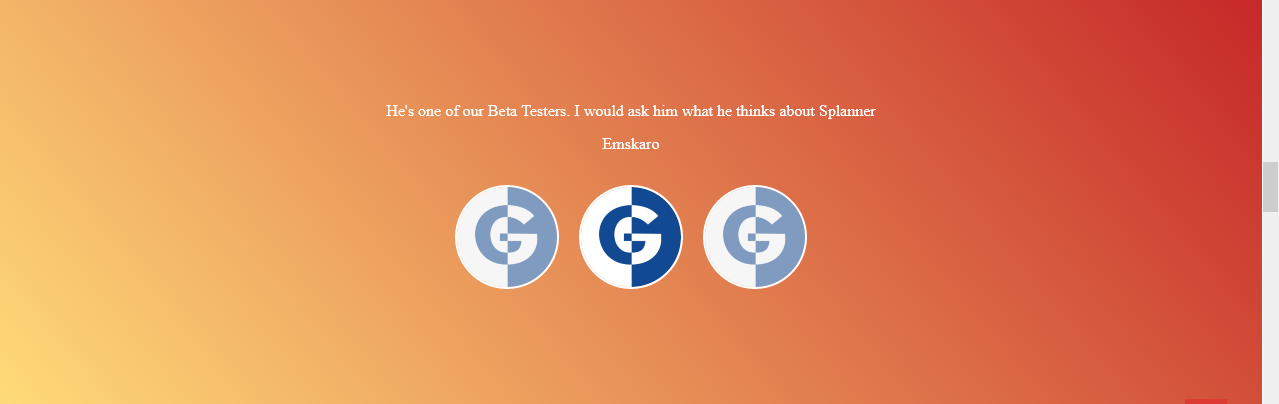 He's one of our Beta Testers. I would ask him what he thinks about Splanner
Emskaro
G G G